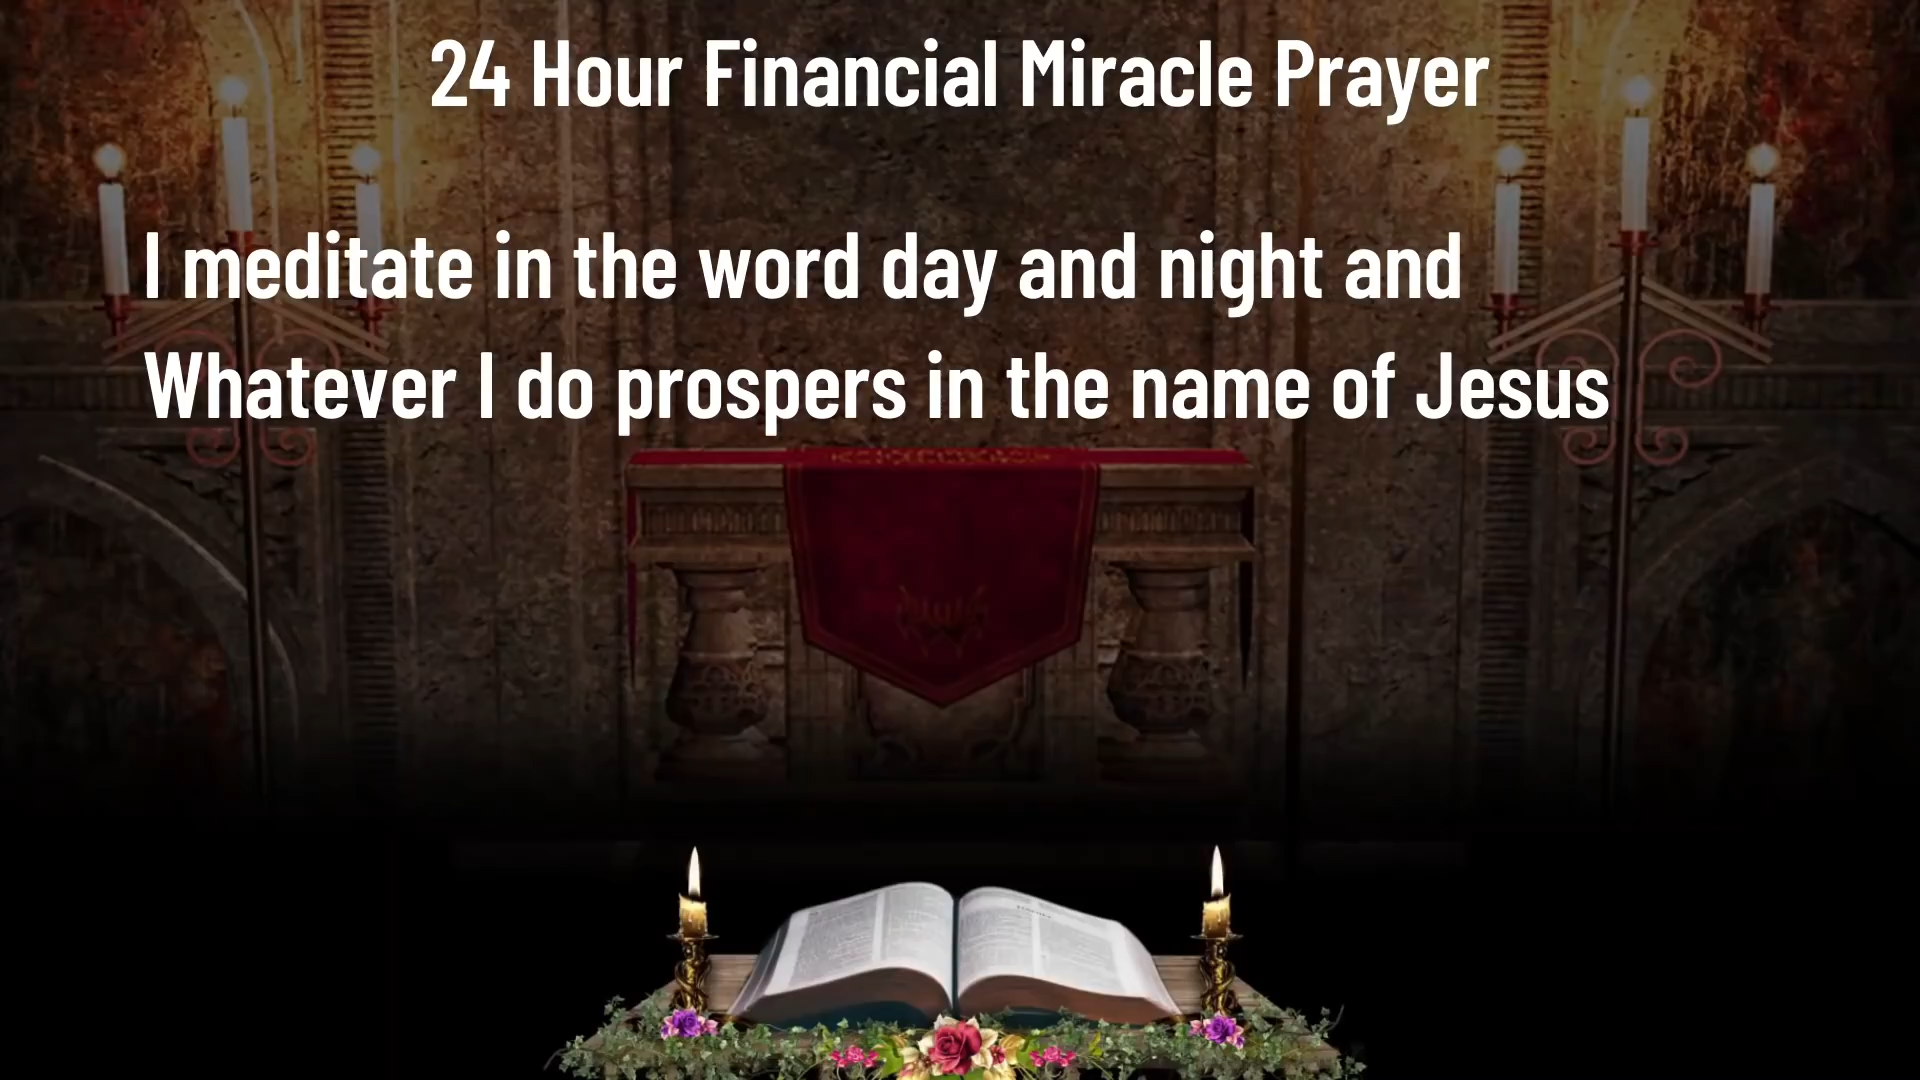 24 Hour Financial Miracle Prayer
I meditate in the word day and night and
Whatever I do prospers in the name of Jesus